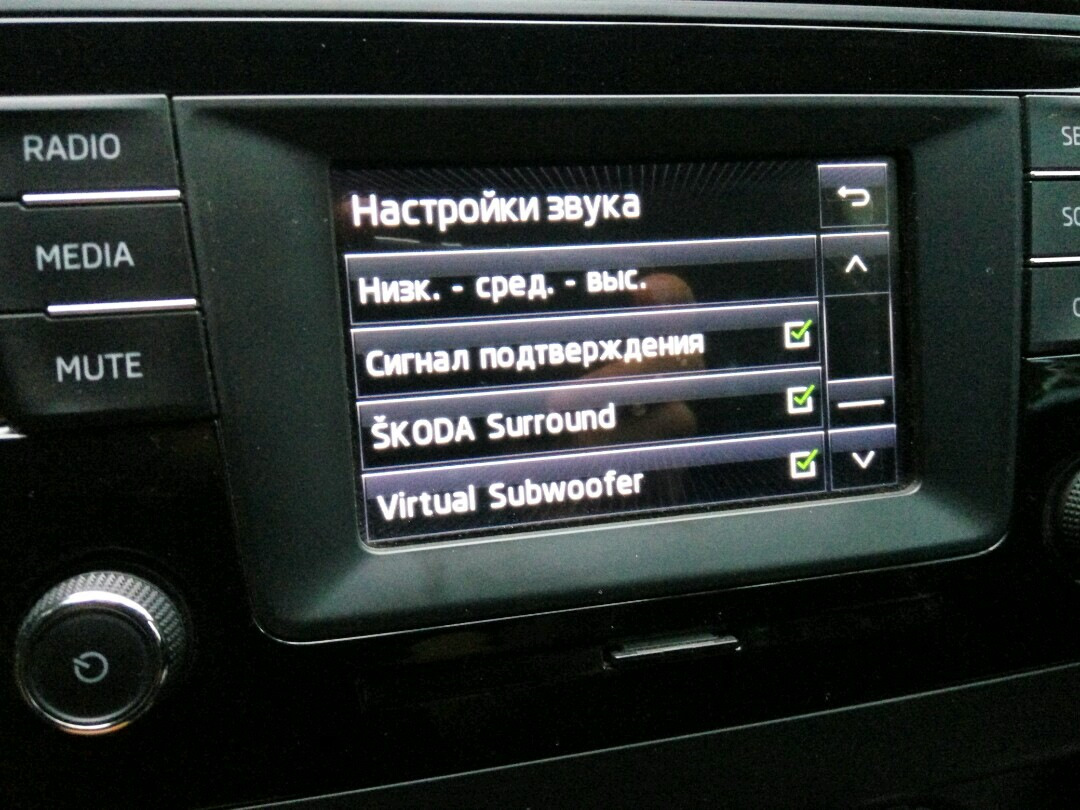 RADIO
MEDIA
MUTE
Настройки звука
Низк. - сред. - выс.
Сигнал подтверждения
ŠKODA Surround
Virtual Subwoofer